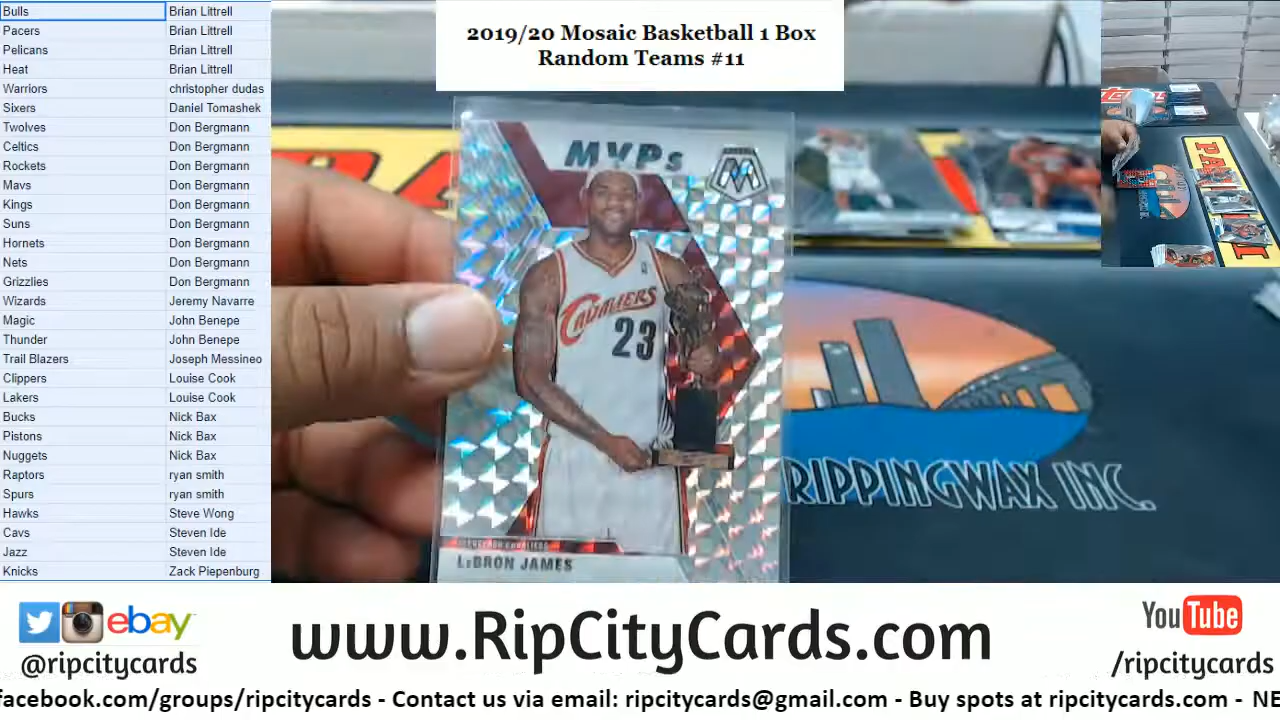 Bulls Brian Littrell
Pacers Brian Littrell
Pelicans Brian Littrell
Heat Brian Littrell
Warriors christopher dudas
Sixers Daniel Tomashek
Twolves Don Bergmann
Celtics Don Bergmann
Rockets Don Bergmann
Mavs Don Bergmann
Kings Don Bergmann
Suns Don Bergmann
Hornets Don Bergmann
Nets Don Bergmann
Grizzlies Don Bergmann
Wizards Jeremy Navarre
Magic John Benepe
Thunder John Benepe
Trail Blazers Joseph Messineo
Clippers Louise Cook
Lakers Louise Cook
Bucks Nick Bax
Pistons Nick Bax
Nuggets Nick Bax
Raptors ryan smith
Spurs ryan smith
Hawks Steve Wong
Cavs Steven Ide
Jazz Steven Ide
Knicks Zack Piepenburg
2019/20 Mosaic Basketball 1 Box
Random Teams #11
MVPs
CAVALIERS
23
LEBRON JAMES
RIPPINGWAX INC.
ebay
@ripcitycards
www.RipCityCards.com
YouTube
/ripcitycards
facebook.com/groups/ripcitycards - Contact us via email: ripcitycards@gmail.com - Buy spots at ripcitycards.com - NE